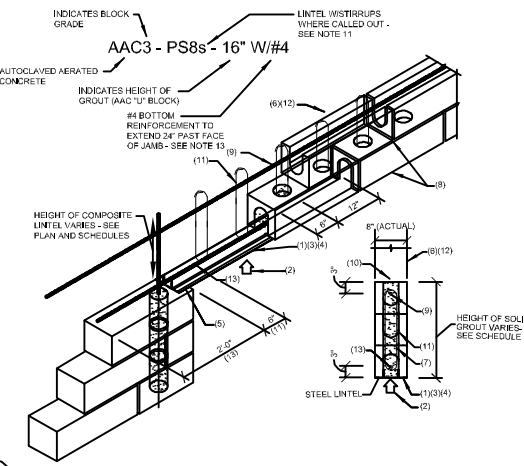 INDICATES BLOCK
GRADE
LINTEL W/STIRRUPS
WHERE CALLED OUT -
SEE NOTE 11
AAC3 - PS8s - 16" W/#4
AUTOCLAVED AERATED
CONCRETE
INDICATES HEIGHT OF
GROUT (AAC "U" BLOCK)
#4 BOTTOM
REINFORCEMENT TO
EXTEND 24" PAST FACE
OF JAMB - SEE NOTE 13
(6)(12)
(9)
(11)
(8)
12"
6"
HEIGHT OF COMPOSITE
LINTEL VARIES - SEE
PLAN AND SCHEDULES
(1)(3)(4)
(2)
(13)
(5)
6"
(11)
2'-0"
(13)
8" (ACTUAL)
(6)(12)
(10)
(9)
HEIGHT OF SOLI
GROUT VARIES-
SEE SCHEDULE
(11)
(7)
(13)
STEEL LINTEL
(1)(3)(4)
(2)